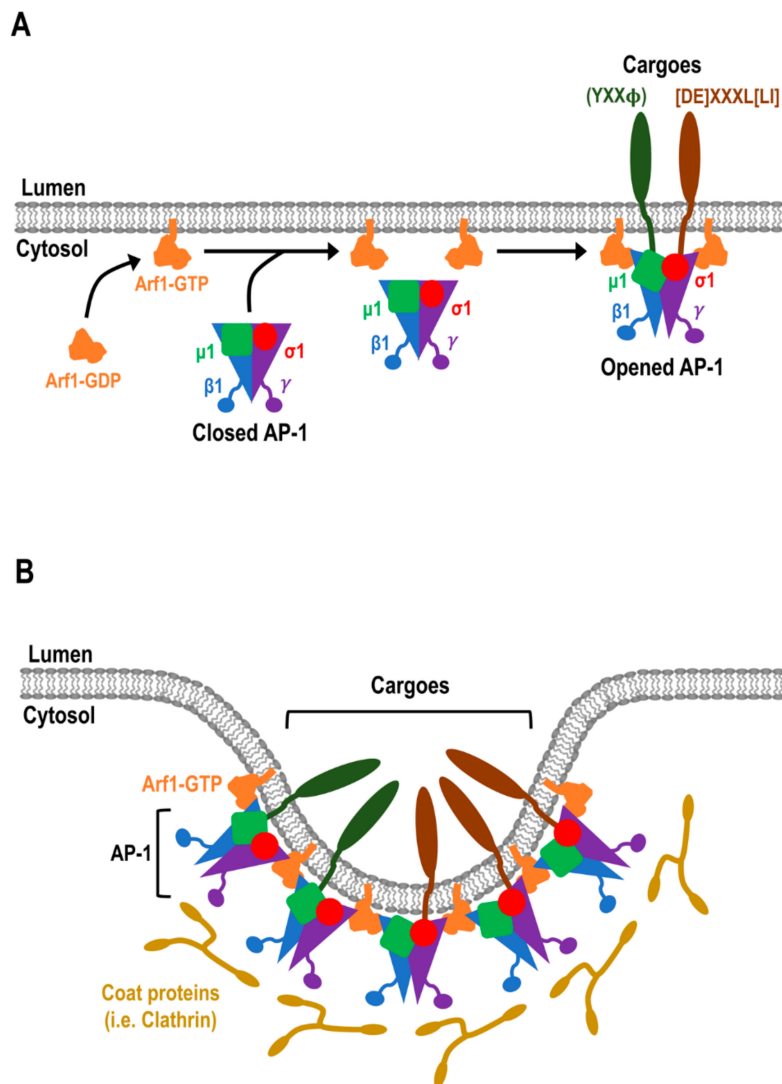 A
Cargoes
(YXXϕ) [DE]XXXL[LI]
Lumen
Cytosol
Arf1-GTP
Arf1-GDP
μ1 σ1
β1 γ
Closed AP-1
μ1 σ1
β1 γ
μ1 σ1
β1 γ
Opened AP-1
B
Lumen
Cytosol
Cargoes
Arf1-GTP
AP-1
Coat proteins
(i.e. Clathrin)